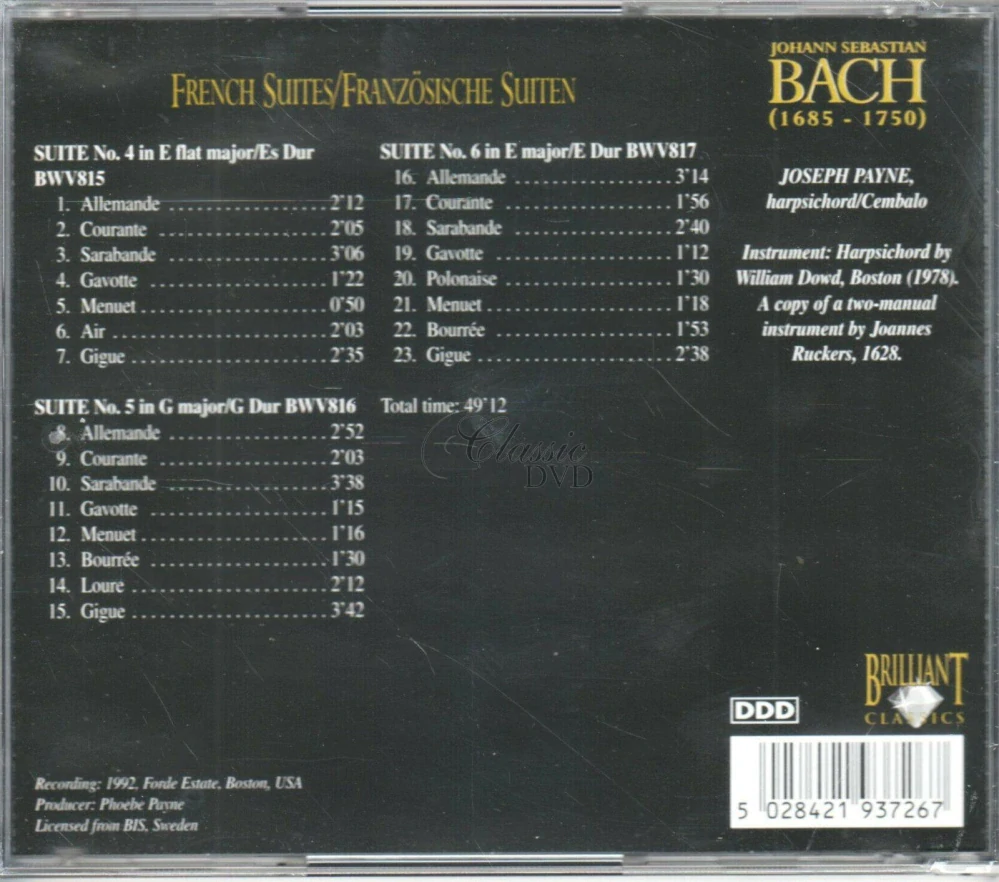 FRENCH SUITES/FRANZÖSISCHE SUITEN
SUITE No. 4 in E flat major/Es Dur
BWV815
1. Allemande ........................ 2"12
2. Courante ........................ 2"05
3. Sarabande ........................ 3"06
4. Gavotte ........................ 1"22
5. Menuet ........................ 0"50
6. Air ........................ 2"03
7. Gigue ........................ 2"35
SUITE No. 5 in G major/G Dur BWV816
8. Allemande ........................ 2"52
9. Courante ........................ 2"03
10. Sarabande ........................ 3"38
11. Gavotte ........................ 1"15
12. Menuet ........................ 1"16
13. Bourrée ........................ 1"30
14. Loure ........................ 2"12
15. Gigue ........................ 3"42
SUITE No. 6 in E major/E Dur BWV817
16. Allemande ........................ 3"14
17. Courante ........................ 1"56
18. Sarabande ........................ 2"40
19. Gavotte ........................ 1"12
20. Polonaise ........................ 1"30
21. Menuet ........................ 1"18
22. Bourrée ........................ 1"53
23. Gigue ........................ 2"38
Total time: 49"12
Classic
DVD
JOHANN SEBASTIAN
BACH
(1685 - 1750)
JOSEPH PAYNE,
harpsichord/Cembalo
Instrument: Harpsichord by
William Dowd, Boston (1978).
A copy of a two-manual
instrument by Joannes
Ruckers, 1628.
BRILLIANT
CLASSICS
DDD
5 028421 937267
Recording: 1992, Forde Estate, Boston, USA
Producer: Phoebe Payne
Licensed from BIS, Sweden